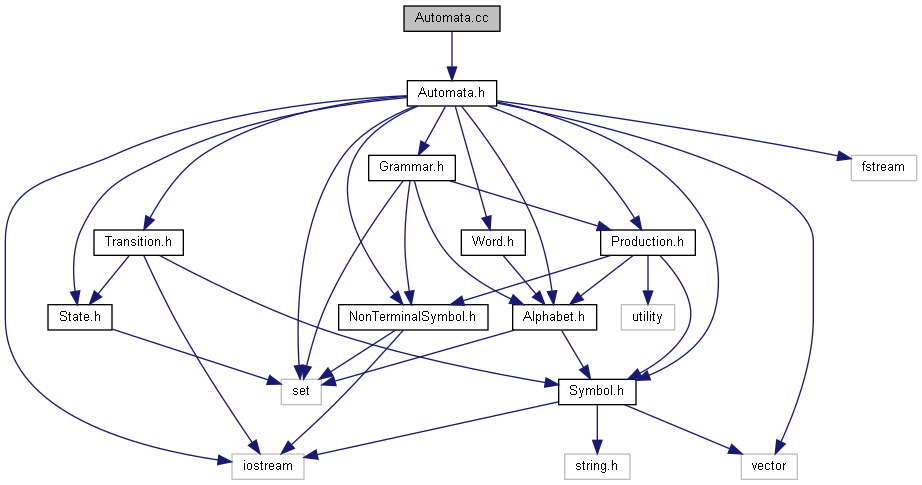 Automata.cc
Automata.h
Grammar.h
fstream
Transition.h
Word.h
Production.h
State.h
NonTerminalSymbol.h
Alphabet.h
utility
set
Symbol.h
iostream
string.h
vector